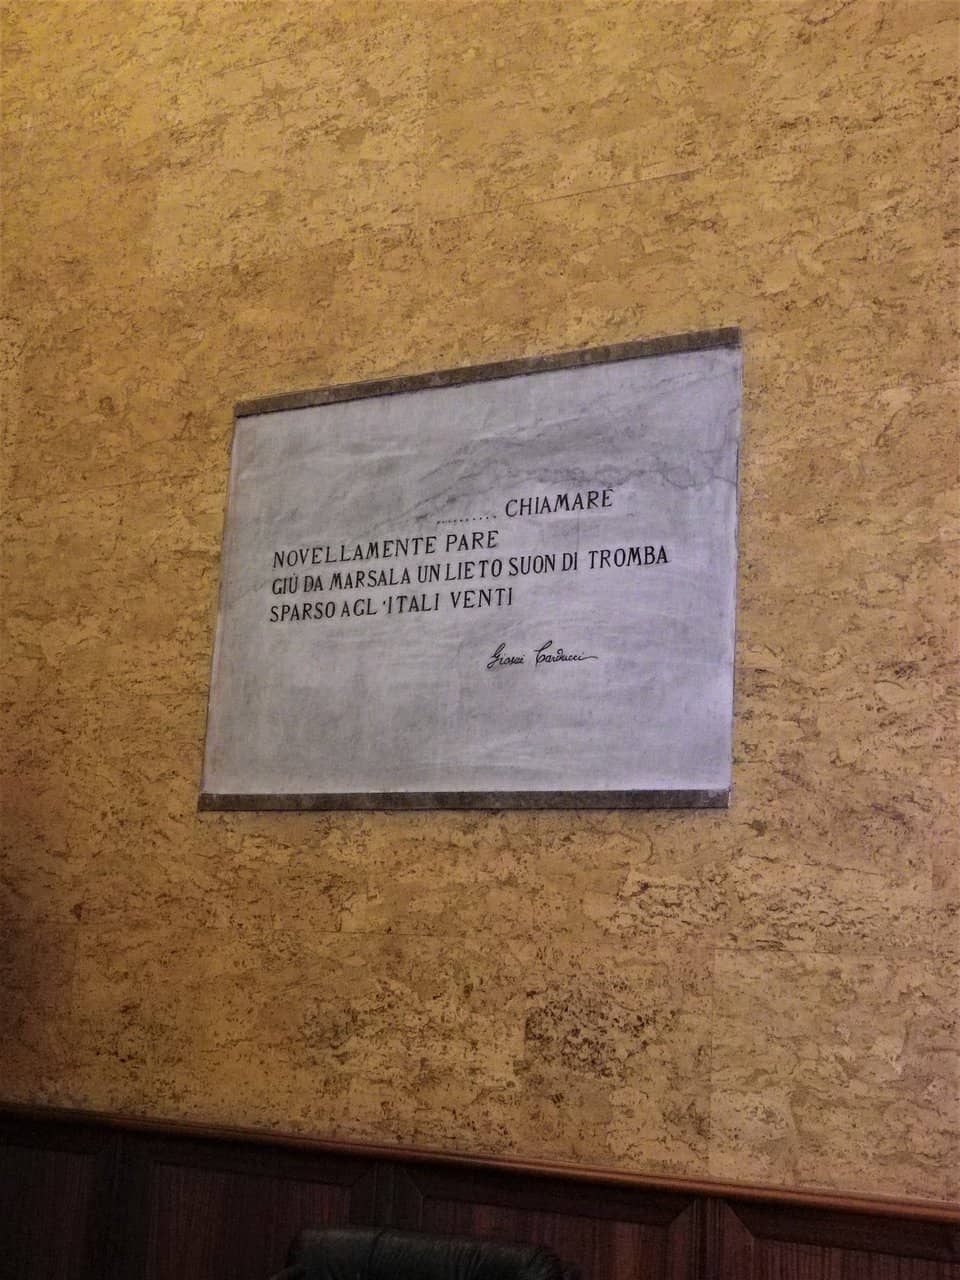 ......... CHIAMARE
NOVELLAMENTE PARE
GIÙ DA MARSALA UN LIETO SUON DI TROMBA
SPARSO AGL 'ITALI VENTI
Giosuè Carducci